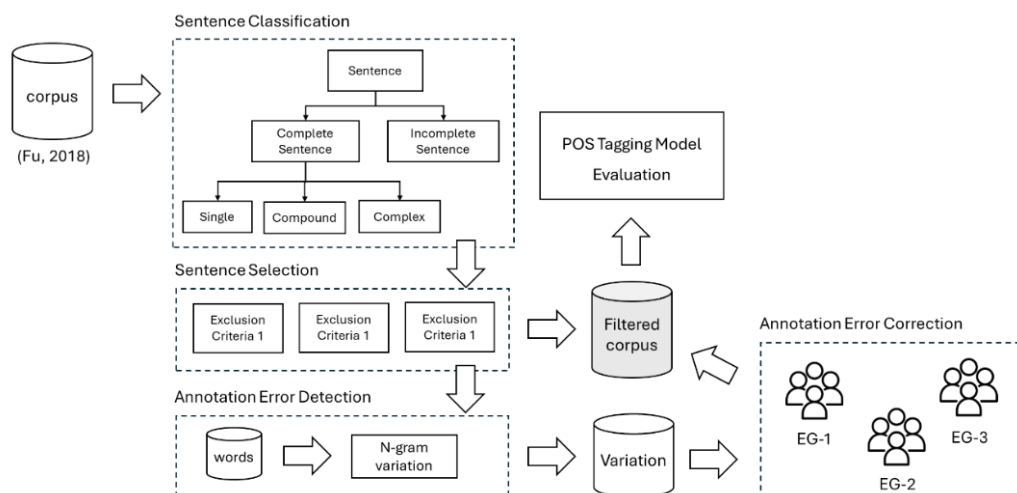 Sentence Classification
corpus
(Fu, 2018)
Sentence
Complete
Sentence
Incomplete
Sentence
Single
Compound
Complex
POS Tagging Model
Evaluation
Sentence Selection
Exclusion
Criteria 1
Exclusion
Criteria 1
Exclusion
Criteria 1
Filtered
corpus
Annotation Error Correction
EG-1
EG-2
EG-3
Annotation Error Detection
words
N-gram
variation
Variation